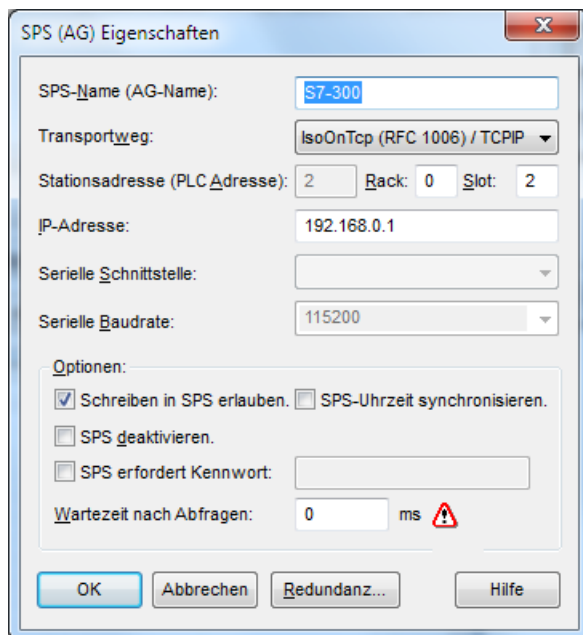 SPS (AG) Eigenschaften
SPS-Name (AG-Name): S7-300
Transportweg: IsoOnTcp (RFC 1006) / TCPIP
Stationsadresse (PLC Adresse): 2 Rack: 0 Slot: 2
IP-Adresse: 192.168.0.1
Serielle Schnittstelle:
Serielle Baudrate: 115200
Optionen:
Schreiben in SPS erlauben. SPS-Uhrzeit synchronisieren.
SPS deaktivieren.
SPS erfordert Kennwort:
Wartezeit nach Abfragen: 0 ms
OK Abbrechen Redundanz... Hilfe